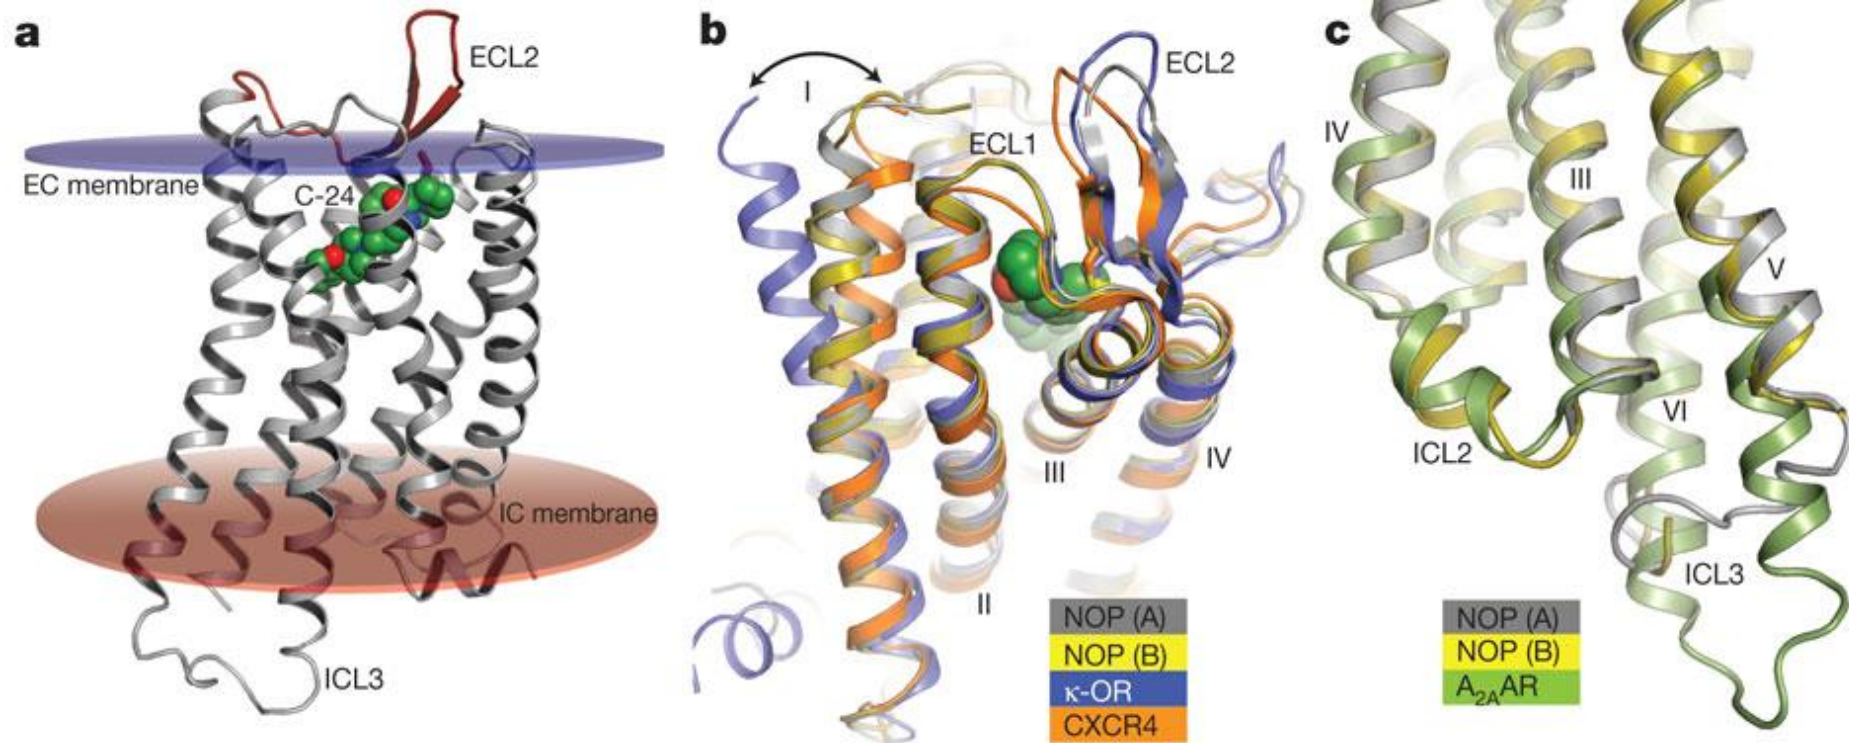 a
ECL2
EC membrane
C-24
IC membrane
ICL3
b
I
ECL2
ECL1
III
IV
II
NOP (A)
NOP (B)
κ-OR
CXCR4
c
IV
III
V
VI
ICL2
ICL3
NOP (A)
NOP (B)
A₂ₐAR